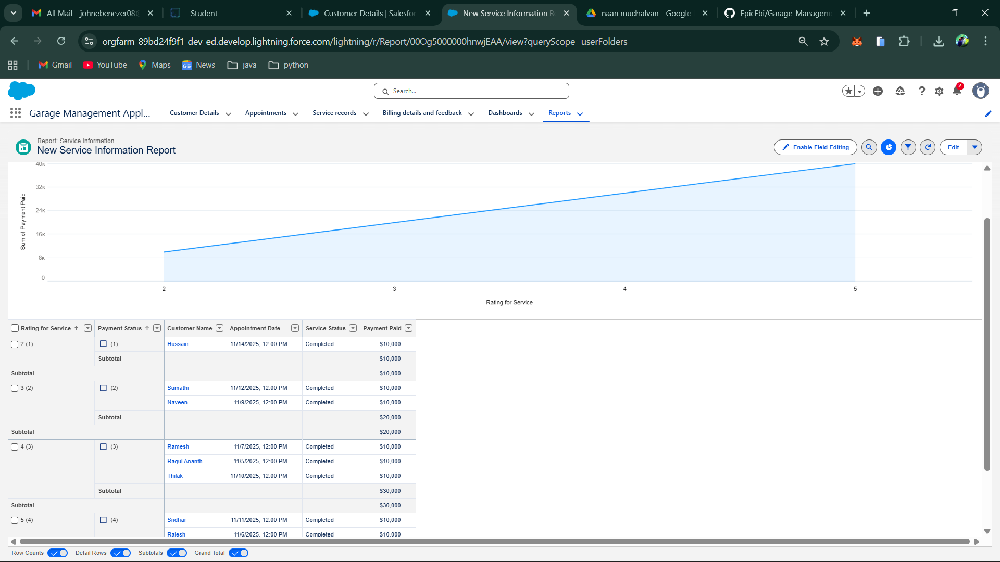 All Mail - johnebenezer08
- Student
Customer Details | Salesfor
New Service Information R
naan mudhalvan - Google
EpicEbi/Garage-Managem
orgfarm-89bd24f9f1-dev-ed.develop.lightning.force.com/lightning/r/Report/00Og5000000hnwjEAA/view?queryScope=userFolders
Gmail
YouTube
Maps
News
java
python
Search...
2
Garage Management Appl...
Customer Details
Appointments
Service records
Billing details and feedback
Dashboards
Reports
Report: Service Information
New Service Information Report
Enable Field Editing
Edit
Sum of Payment Paid
40K
32K
24K
16K
8K
0
2 3 4 5
Rating for Service
Rating for Service ↑ Payment Status ↑ Customer Name Appointment Date Service Status Payment Paid
2 (1) (1) Hussain 11/14/2025, 12:00 PM Completed $10,000
Subtotal $10,000
Subtotal $10,000
3 (2) (2) Sumathi 11/12/2025, 12:00 PM Completed $10,000
Naveen 11/9/2025, 12:00 PM Completed $10,000
Subtotal $20,000
Subtotal $20,000
4 (3) (3) Ramesh 11/7/2025, 12:00 PM Completed $10,000
Ragul Ananth 11/5/2025, 12:00 PM Completed $10,000
Thilak 11/10/2025, 12:00 PM Completed $10,000
Subtotal $30,000
Subtotal $30,000
5 (4) (4) Sridhar 11/11/2025, 12:00 PM Completed $10,000
Rajesh 11/6/2025, 12:00 PM Completed $10,000
Row Counts
Detail Rows
Subtotals
Grand Total